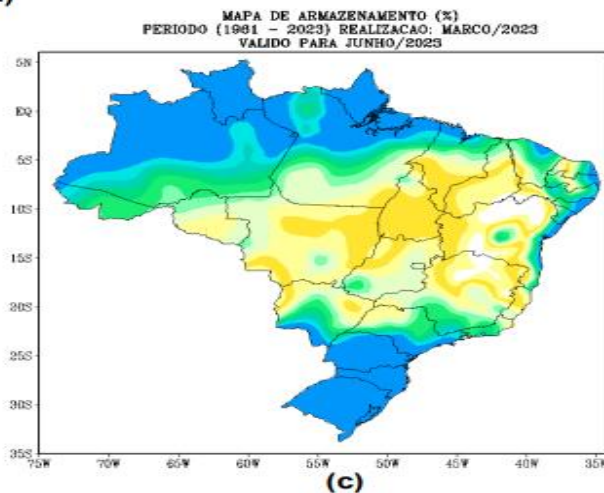 MAPA DE ARMAZENAMENTO (%)
PERIODO (1961 - 2023) REALIZACAO: MARCO/2023
VALIDO PARA JUNHO/2023
5N
EQ
5S
10S
15S
20S
25S
30S
35S
75W 70W 65W 60W 55W 50W 45W 40W 35W
(c)